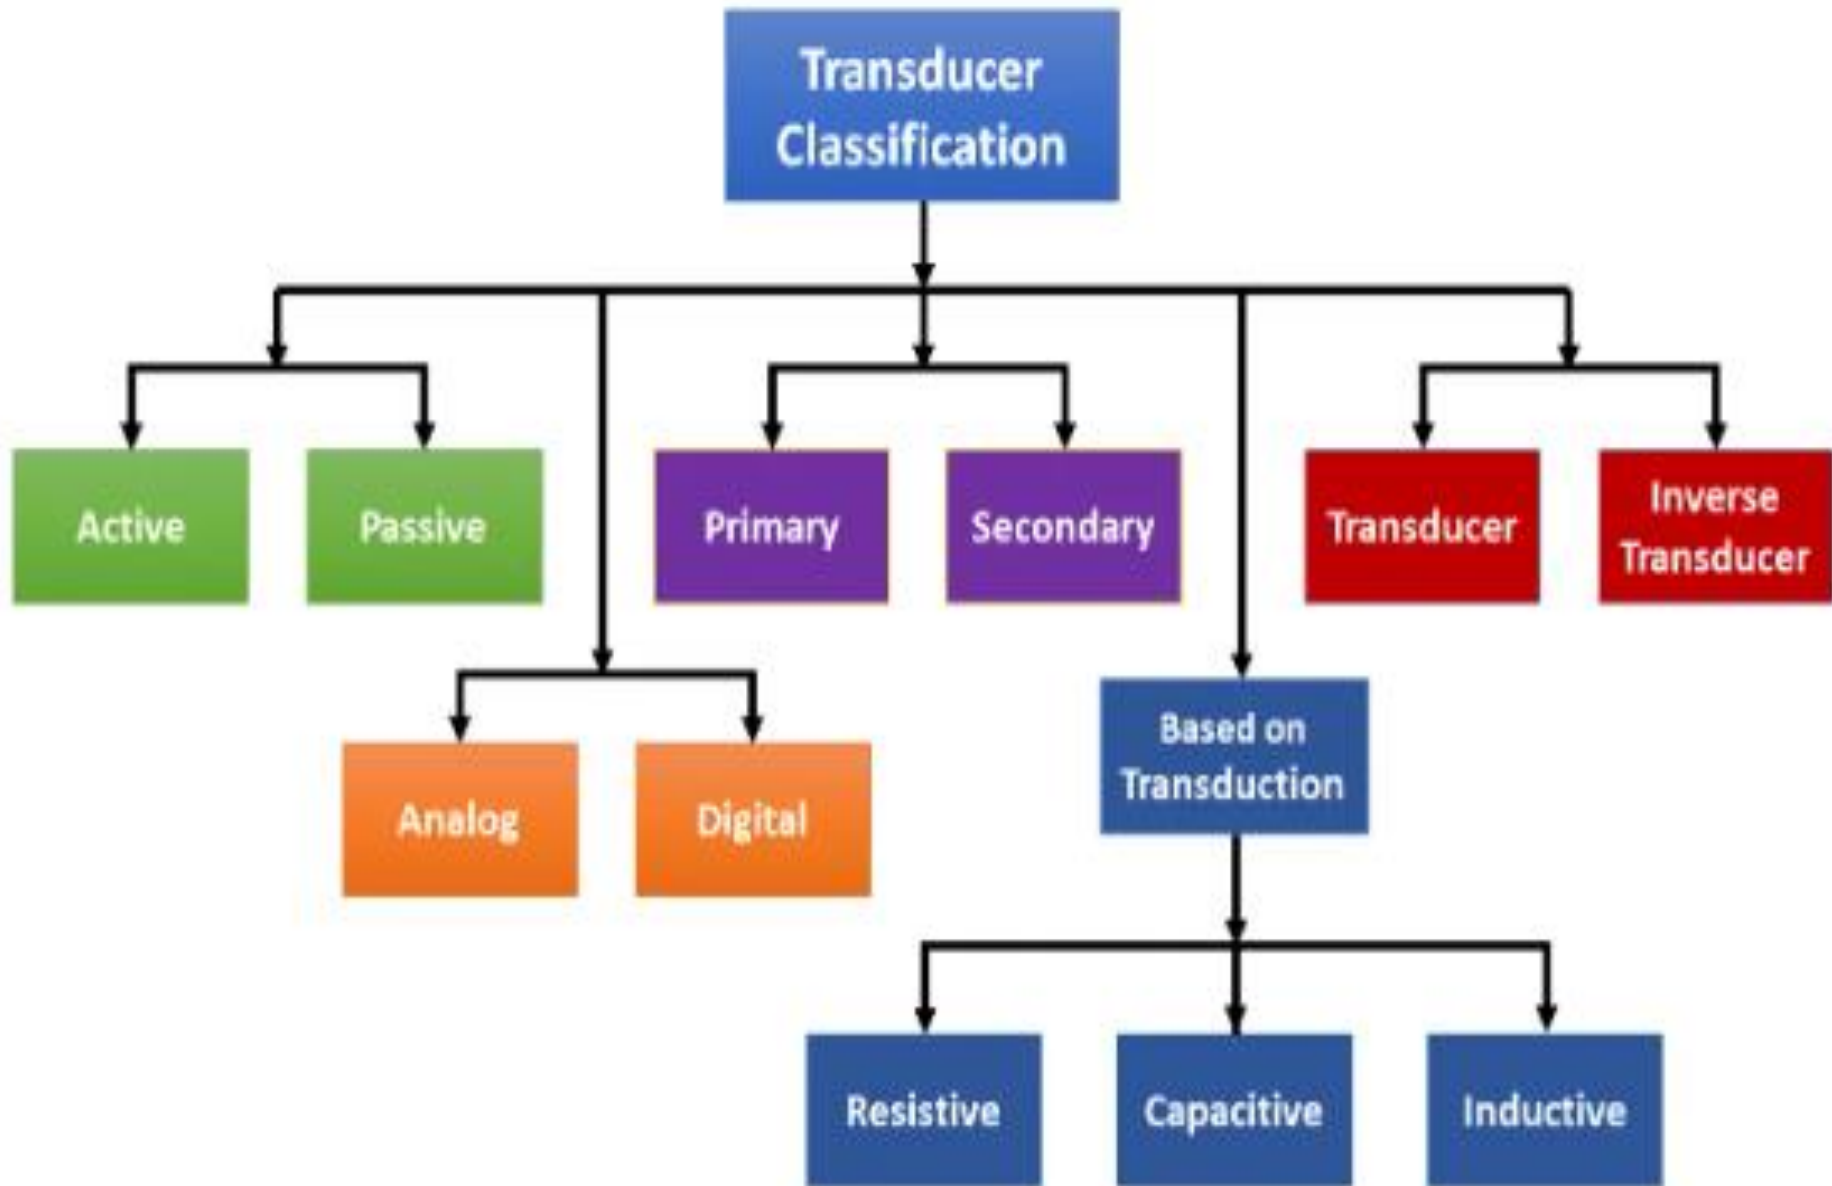 Transducer
Classification
Active
Passive
Primary
Secondary
Transducer
Inverse
Transducer
Analog
Digital
Based on
Transduction
Resistive
Capacitive
Inductive